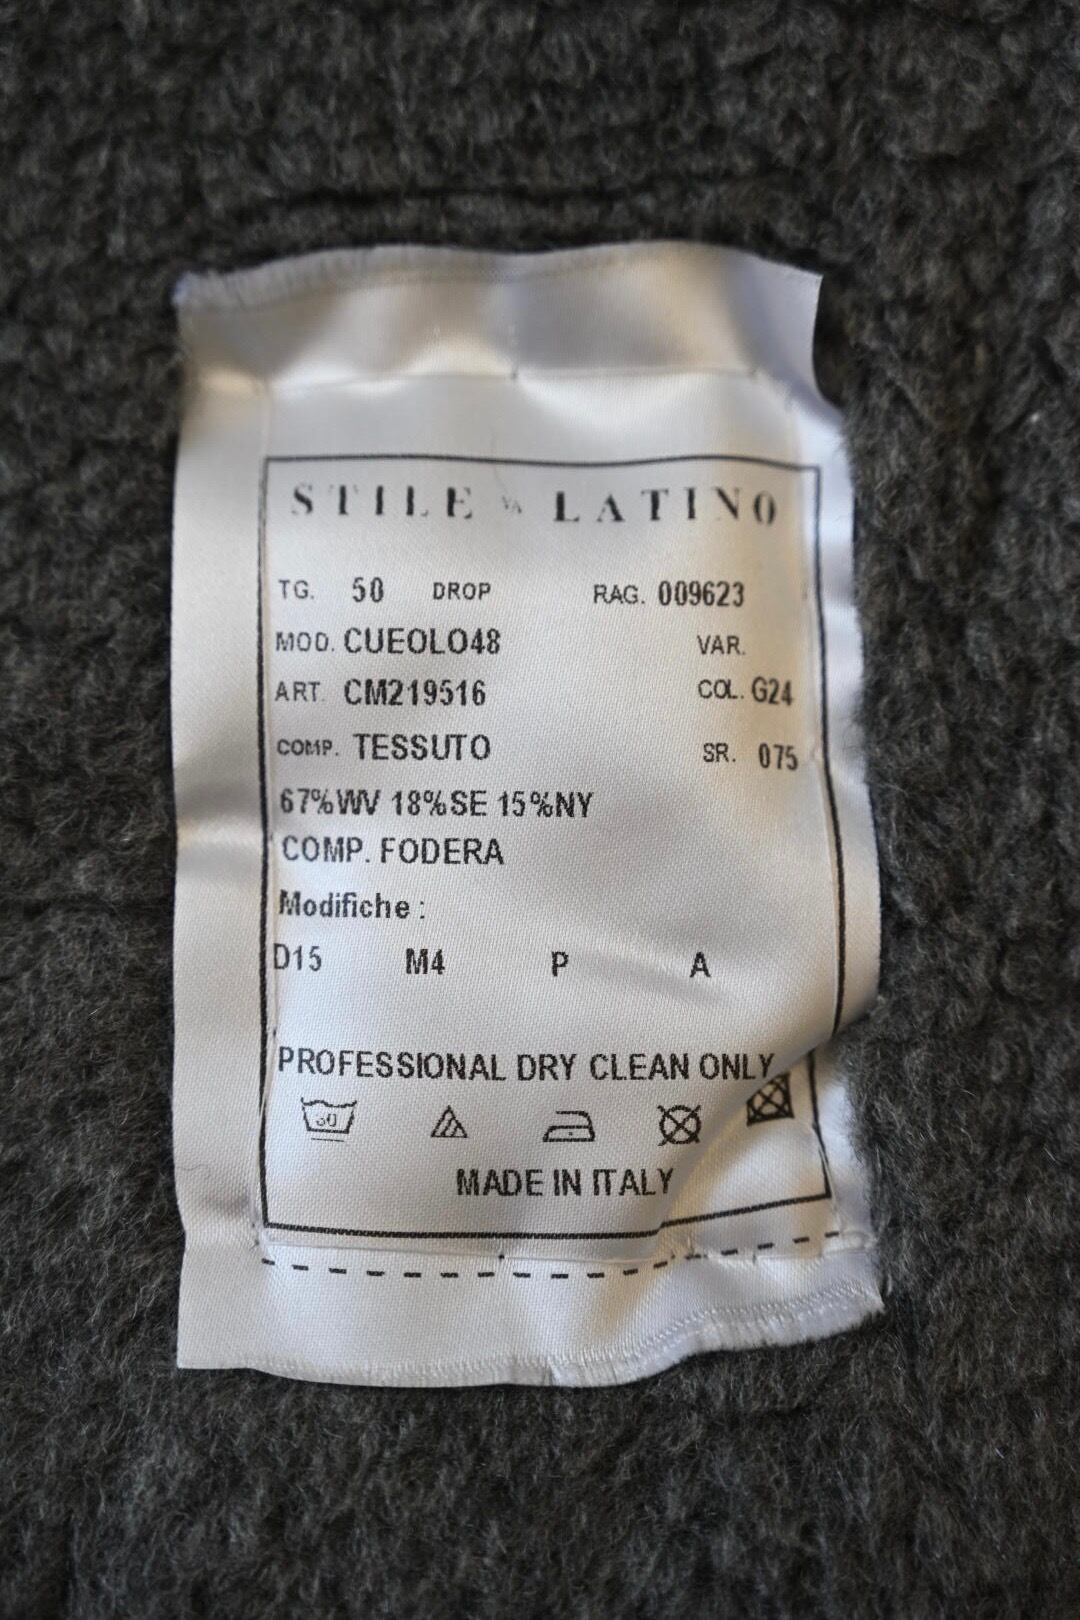 STILE LATINO
TG. 50 DROP RAG. 009623
MOD. CUEOLO48 VAR.
ART. CM219516 COL. G24
COMP. TESSUTO SR. 075
67%WV 18%SE 15%NY
COMP. FODERA
Modifiche :
D15 M4 P A
PROFESSIONAL DRY CLEAN ONLY
30
MADE IN ITALY